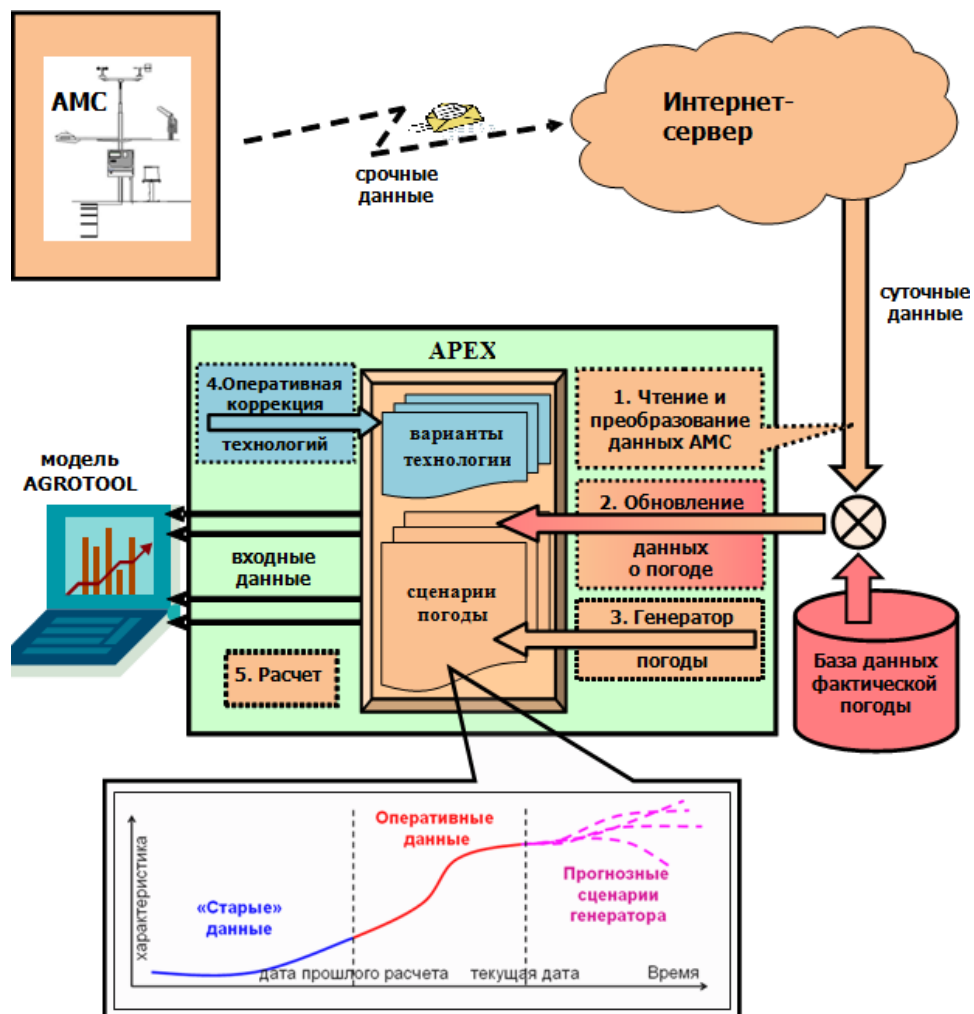 АМС
Интернет-
сервер
срочные
данные
суточные
данные
APEX
4.Оперативная
коррекция
технологий
варианты
технологии
1. Чтение и
преобразование
данных АМС
модель
AGROTOOL
2. Обновление
данных
о погоде
входные
данные
сценарии
погоды
3. Генератор
погоды
5. Расчет
База данных
фактической
погоды
характеристика
«Старые»
данные
Оперативные
данные
Прогнозные
сценарии
генератора
дата прошлого расчета
текущая дата
Время